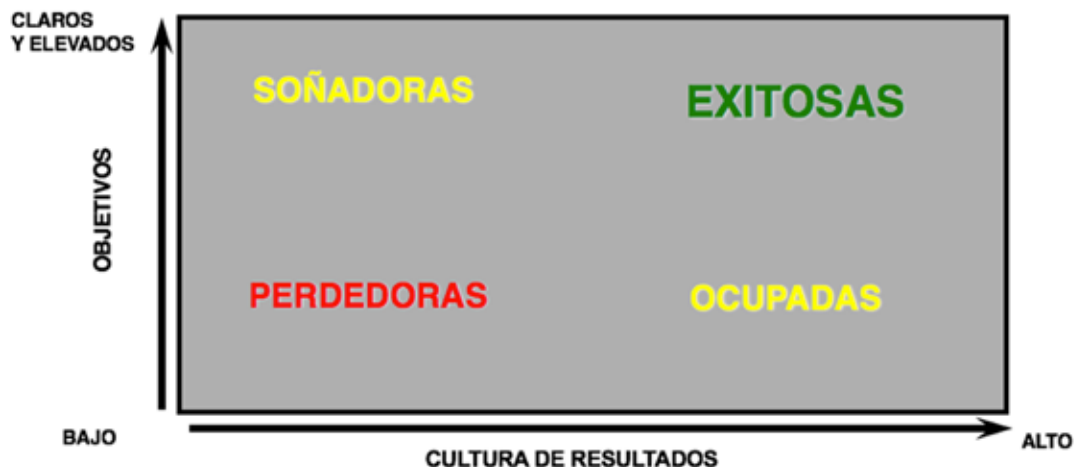 CLAROS
Y ELEVADOS
SOÑADORAS
EXITOSAS
OBJETIVOS
PERDEDORAS
OCUPADAS
BAJO
ALTO
CULTURA DE RESULTADOS